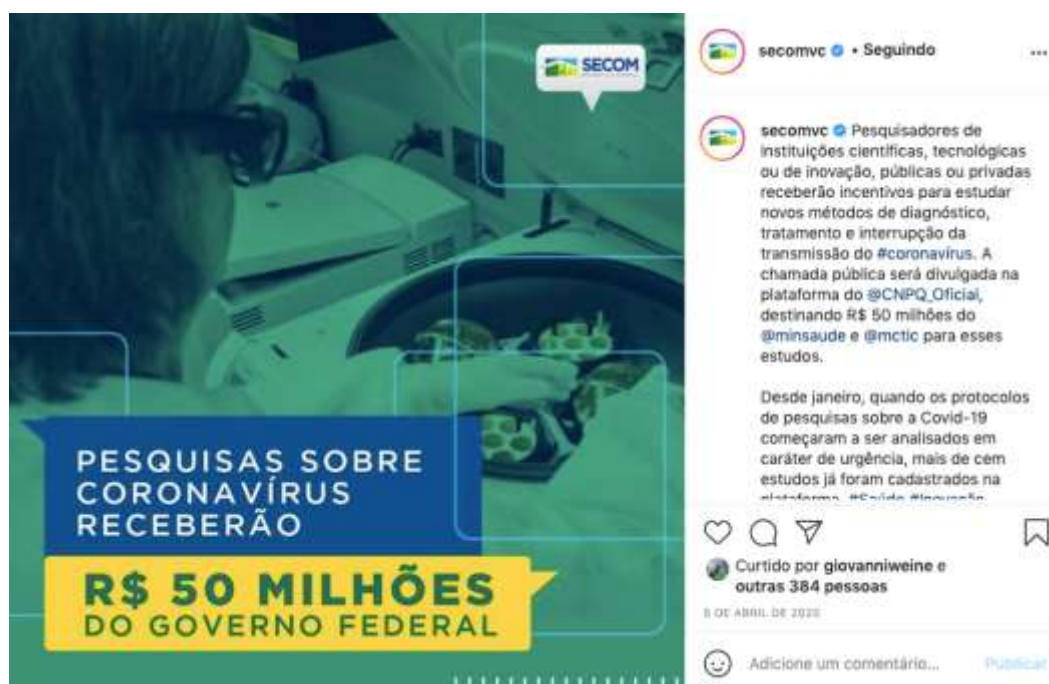 SECOM
PESQUISAS SOBRE
CORONAVÍRUS
RECEBERÃO
R$ 50 MILHÕES
DO GOVERNO FEDERAL
secomvc • Seguindo
secomvc Pesquisadores de
instituições científicas, tecnológicas
ou de inovação, públicas ou privadas
receberão incentivos para estudar
novos métodos de diagnóstico,
tratamento e interrupção da
transmissão do #coronavírus. A
chamada pública será divulgada na
plataforma do @CNPQ_Oficial,
destinando R$ 50 milhões do
@minsaude e @mctic para esses
estudos.
Desde janeiro, quando os protocolos
de pesquisas sobre a Covid-19
começaram a ser analisados em
caráter de urgência, mais de cem
estudos já foram cadastrados na
plataforma. #Saúde #Inovação
Curtido por giovanniweine e
outras 384 pessoas
DE ABRIL DE 2020
Adicione um comentário...
Publicar